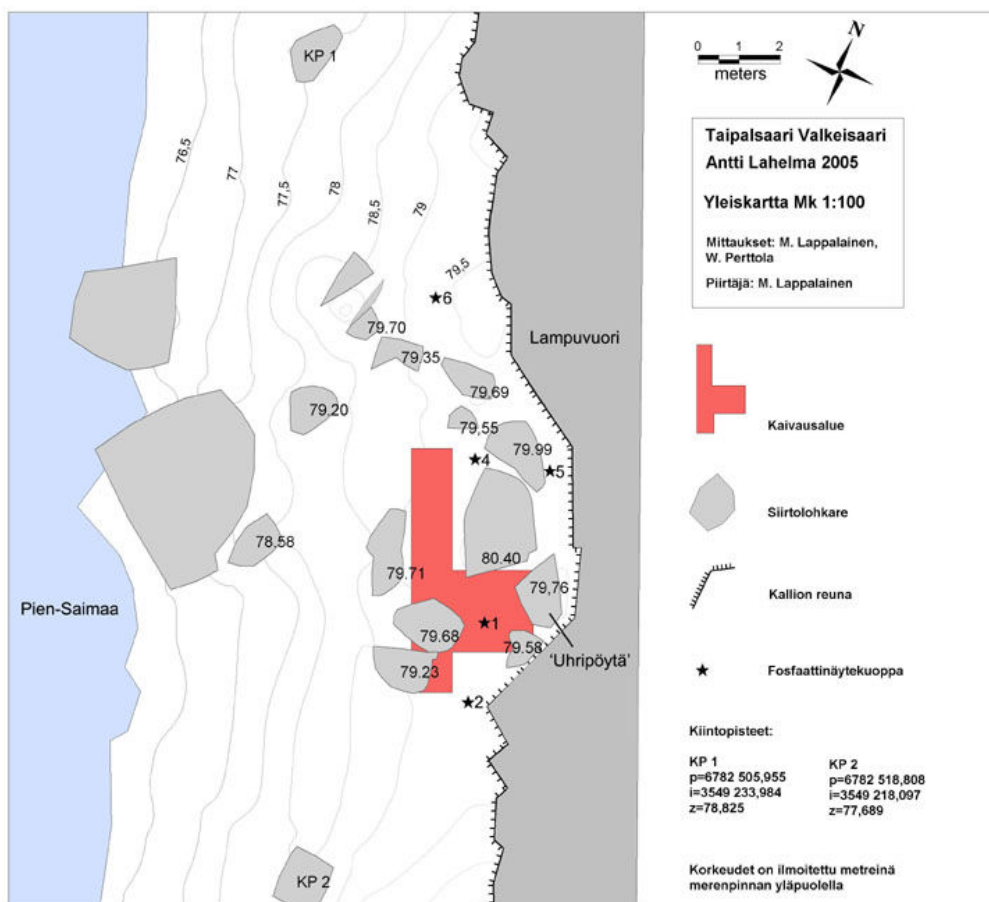 KP 1
76,5
77
77,5
78
78,5
79
79,5
6
79.70
79.35
79.69
79.20
79,55
79.99
4
5
Lampuvuori
78.58
79.71
80.40
79,76
79.68
1
79.58
79.23
'Uhripöytä'
2
Pien-Saimaa
KP 2
0 1 2
meters
N
Taipalsaari Valkeisaari
Antti Lahelma 2005
Yleiskartta Mk 1:100
Mittaukset: M. Lappalainen,
W. Perttola
Piirtäjä: M. Lappalainen
Kaivausalue
Siirtolohkare
Kallion reuna
Fosfaattinäytekuoppa
Kiintopisteet:
KP 1
p=6782 505,955
i=3549 233,984
z=78,825
KP 2
p=6782 518,808
i=3549 218,097
z=77,689
Korkeudet on ilmoitettu metreinä
merenpinnan yläpuolella